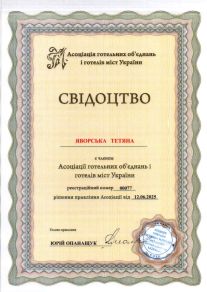 Асоціація готельних об'єднань
і готелів міст України
СВІДОЦТВО
ЯВОРСЬКА ТЕТЯНА
є членом
Асоціації готельних об'єднань і
готелів міст України
реєстраційний номер 00077
рішення правління Асоціації від 12.06.2025
Голова правління
ЮРІЙ ОПАНАЩУК